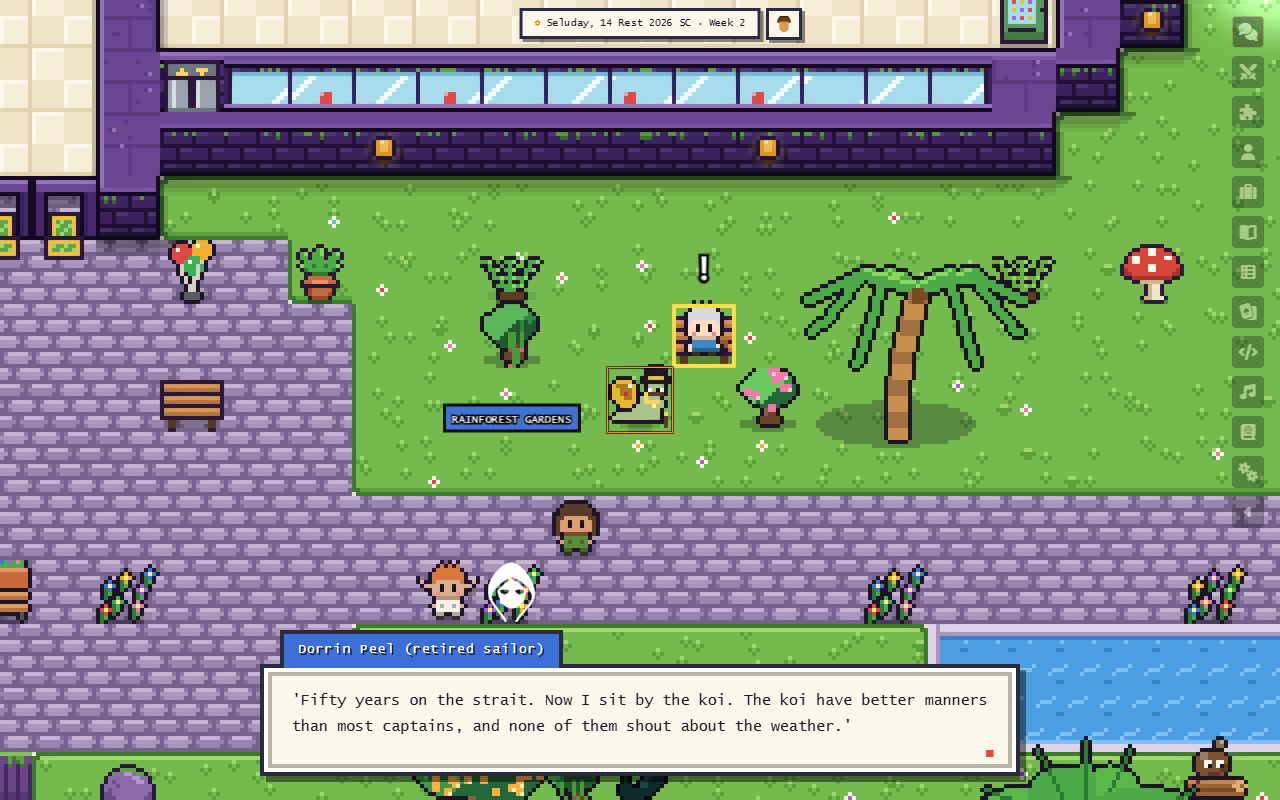 ✿ Seluday, 14 Rest 2026 SC · Week 2
!
RAINFOREST GARDENS
Dorrin Peel (retired sailor)
'Fifty years on the strait. Now I sit by the koi. The koi have better manners
than most captains, and none of them shout about the weather.'